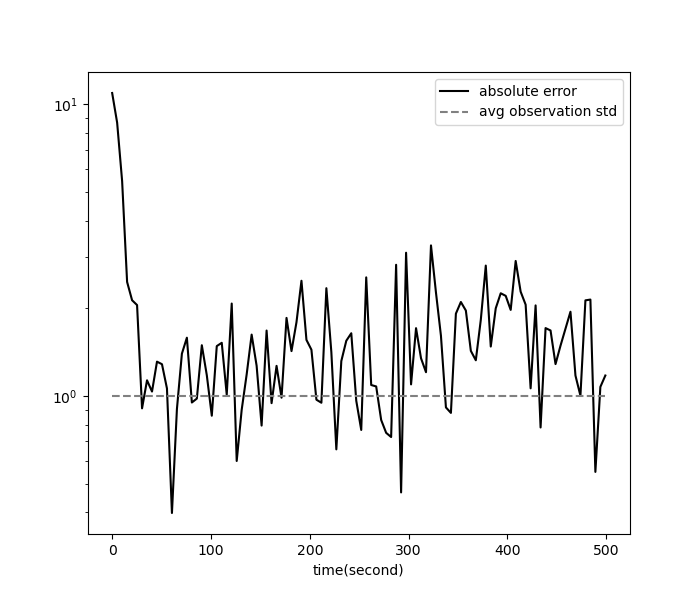 absolute error
avg observation std
10¹
10⁰
0 100 200 300 400 500
time(second)